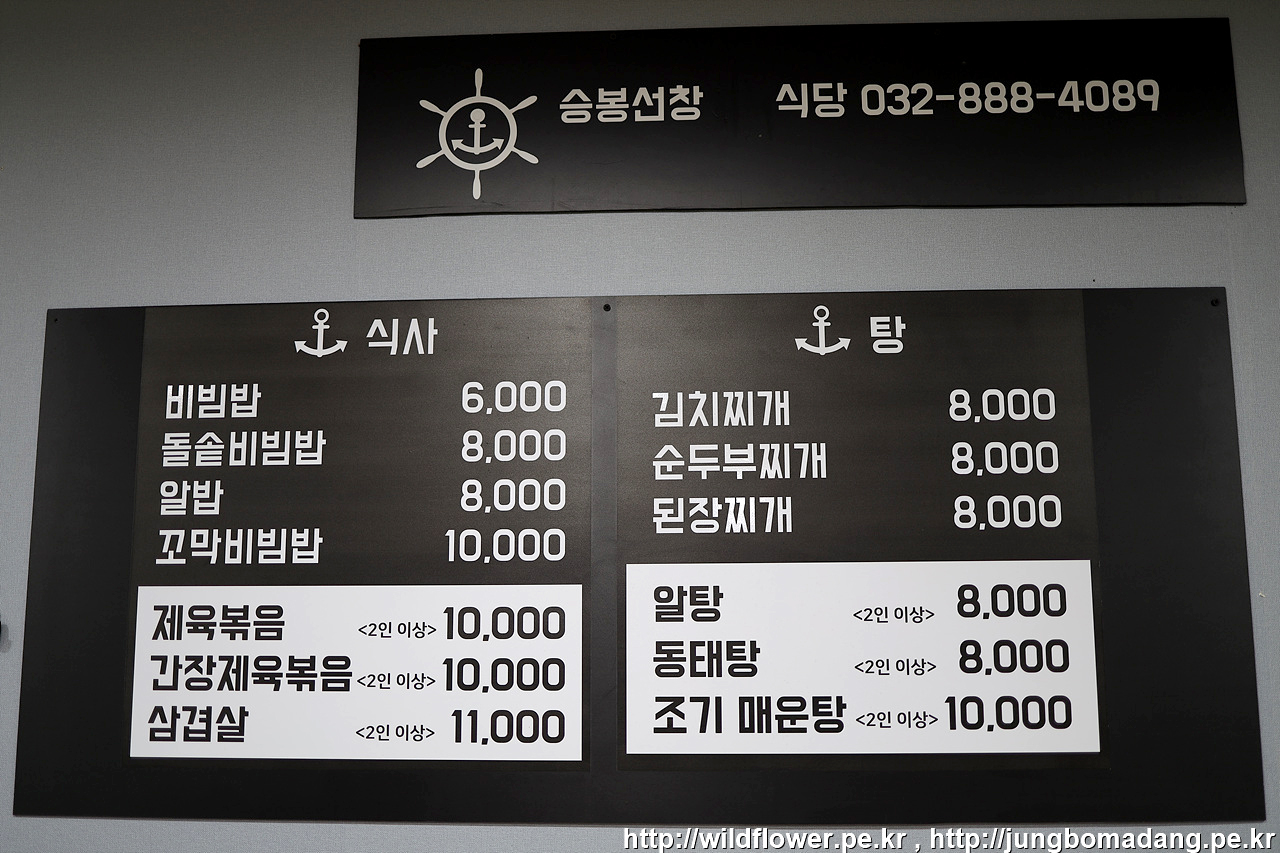 승봉선창 식당 032-888-4089
식사
비빔밥 6,000
돌솥비빔밥 8,000
알밥 8,000
꼬막비빔밥 10,000
제육볶음 <2인 이상> 10,000
간장제육볶음 <2인 이상> 10,000
삼겹살 <2인 이상> 11,000
탕
김치찌개 8,000
순두부찌개 8,000
된장찌개 8,000
알탕 <2인 이상> 8,000
동태탕 <2인 이상> 8,000
조기 매운탕 <2인 이상> 10,000
http://wildflower.pe.kr , http://jungbomadang.pe.kr